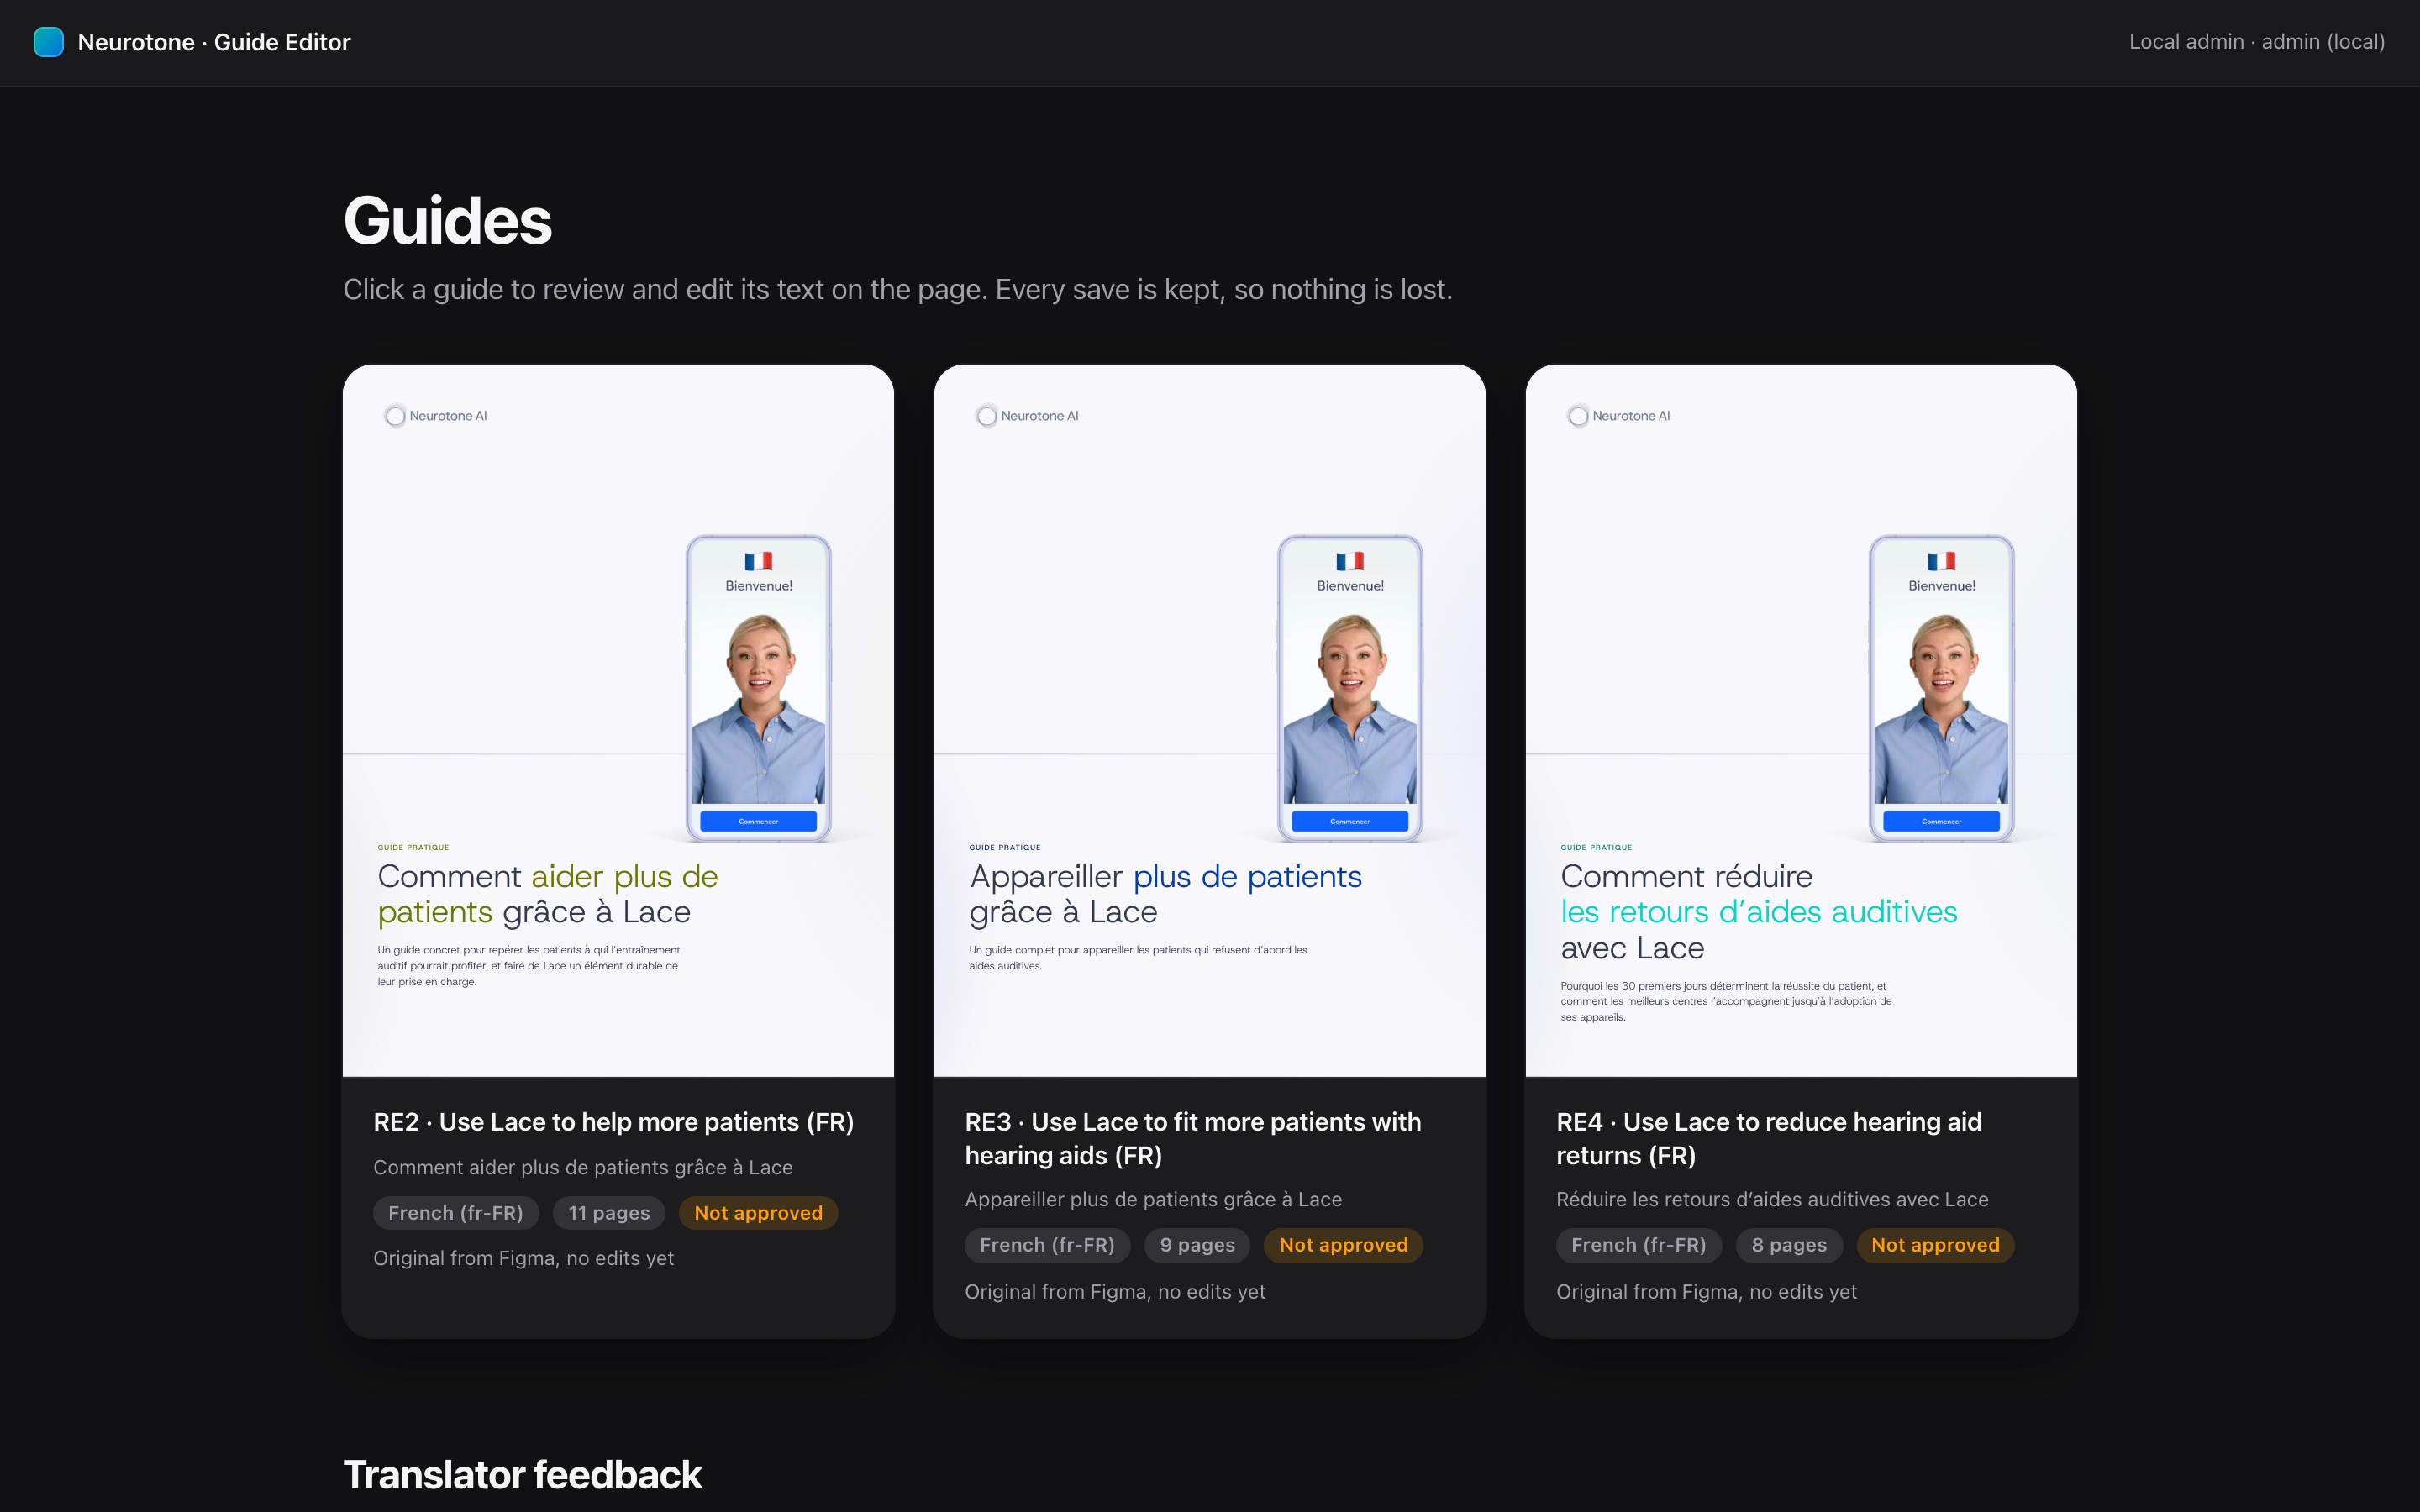 Neurotone · Guide Editor
Local admin · admin (local)
Guides
Click a guide to review and edit its text on the page. Every save is kept, so nothing is lost.
Neurotone AI
Bienvenue!
Commencer
GUIDE PRATIQUE
Comment aider plus de
patients grâce à Lace
Un guide concret pour repérer les patients à qui l’entraînement
auditif pourrait profiter, et faire de Lace un élément durable de
leur prise en charge.
RE2 · Use Lace to help more patients (FR)
Comment aider plus de patients grâce à Lace
French (fr-FR)
11 pages
Not approved
Original from Figma, no edits yet
Neurotone AI
Bienvenue!
Commencer
GUIDE PRATIQUE
Appareiller plus de patients
grâce à Lace
Un guide complet pour appareiller les patients qui refusent d’abord les
aides auditives.
RE3 · Use Lace to fit more patients with
hearing aids (FR)
Appareiller plus de patients grâce à Lace
French (fr-FR)
9 pages
Not approved
Original from Figma, no edits yet
Neurotone AI
Bienvenue!
Commencer
GUIDE PRATIQUE
Comment réduire
les retours d’aides auditives
avec Lace
Pourquoi les 30 premiers jours déterminent la réussite du patient, et
comment les meilleurs centres l’accompagnent jusqu’à l’adoption de
ses appareils.
RE4 · Use Lace to reduce hearing aid
returns (FR)
Réduire les retours d’aides auditives avec Lace
French (fr-FR)
8 pages
Not approved
Original from Figma, no edits yet
Translator feedback